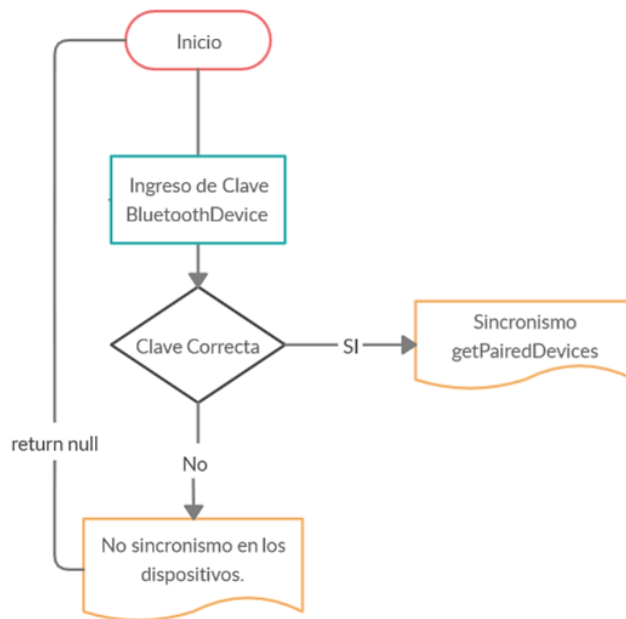 Inicio
Ingreso de Clave
BluetoothDevice
Clave Correcta
SI
Sincronismo
getPairedDevices
return null
No
No sincronismo en los
dispositivos.